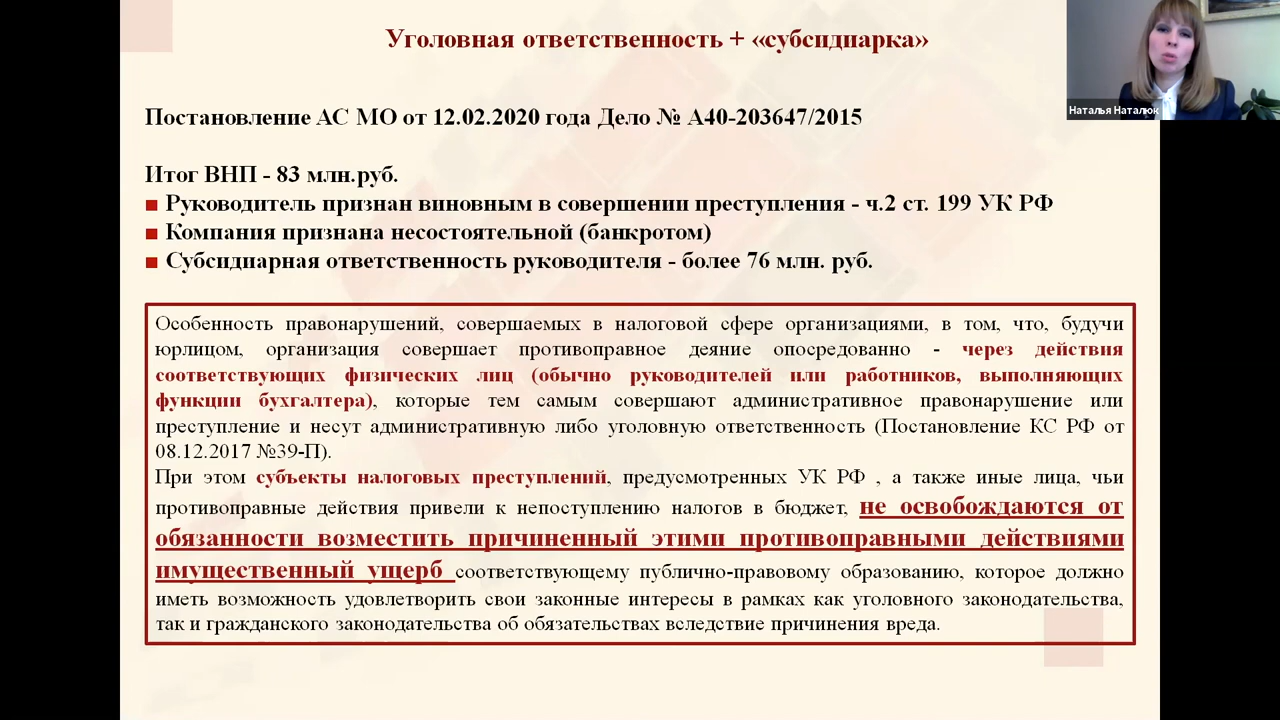 Уголовная ответственность + «субсидиарка»
Наталья Наталюк
Постановление АС МО от 12.02.2020 года Дело № А40-203647/2015
Итог ВНП - 83 млн.руб.
Руководитель признан виновным в совершении преступления - ч.2 ст. 199 УК РФ
Компания признана несостоятельной (банкротом)
Субсидиарная ответственность руководителя - более 76 млн. руб.
Особенность правонарушений, совершаемых в налоговой сфере организациями, в том, что, будучи
юрлицом, организация совершает противоправное деяние опосредованно - через действия
соответствующих физических лиц (обычно руководителей или работников, выполняющих
функции бухгалтера), которые тем самым совершают административное правонарушение или
преступление и несут административную либо уголовную ответственность (Постановление КС РФ от
08.12.2017 №39-П).
При этом субъекты налоговых преступлений, предусмотренных УК РФ , а также иные лица, чьи
противоправные действия привели к непоступлению налогов в бюджет, не освобождаются от
обязанности возместить причиненный этими противоправными действиями
имущественный ущерб соответствующему публично-правовому образованию, которое должно
иметь возможность удовлетворить свои законные интересы в рамках как уголовного законодательства,
так и гражданского законодательства об обязательствах вследствие причинения вреда.